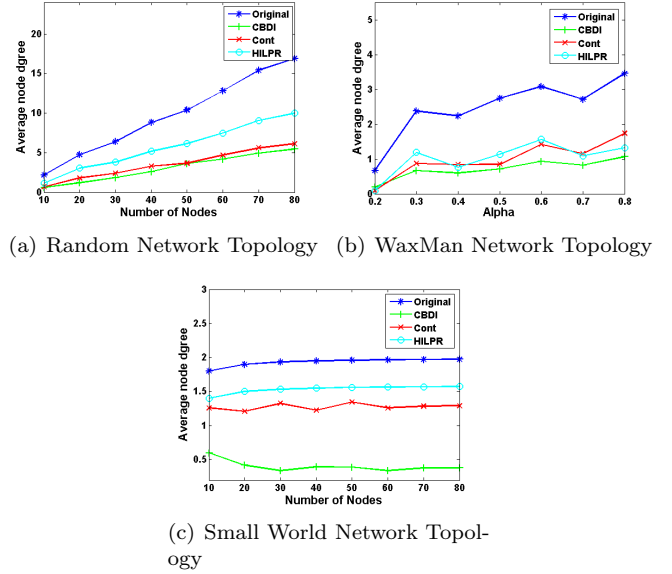 Original
CBDI
Cont
HILPR
20
15
10
5
0
Average node dgree
10 20 30 40 50 60 70 80
Number of Nodes
(a) Random Network Topology
Original
CBDI
Cont
HILPR
5
4
3
2
1
0
Average node dgree
0.2 0.3 0.4 0.5 0.6 0.7 0.8
Alpha
(b) WaxMan Network Topology
Original
CBDI
Cont
HILPR
3
2.5
2
1.5
1
0.5
Average node dgree
10 20 30 40 50 60 70 80
Number of Nodes
(c) Small World Network Topol-
ogy